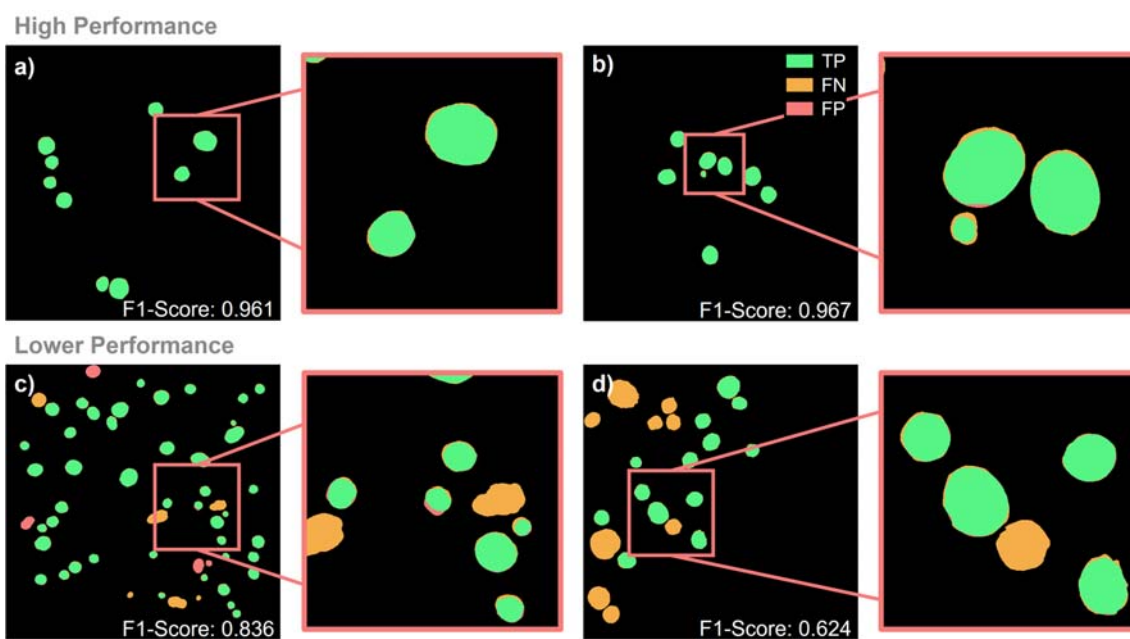 High Performance
a)
F1-Score: 0.961
b)
TP
FN
FP
F1-Score: 0.967
Lower Performance
c)
F1-Score: 0.836
d)
F1-Score: 0.624